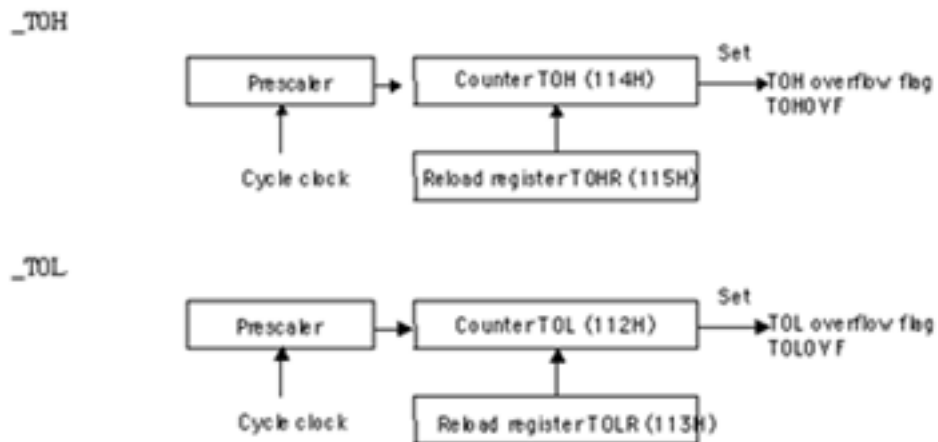 _T0H
Prescaler
Counter T0H (114H)
Set
T0H overflow flag
T0HOVF
Cycle clock
Reload register T0HR (115H)
_T0L
Prescaler
Counter T0L (112H)
Set
T0L overflow flag
T0LOVF
Cycle clock
Reload register T0LR (113H)